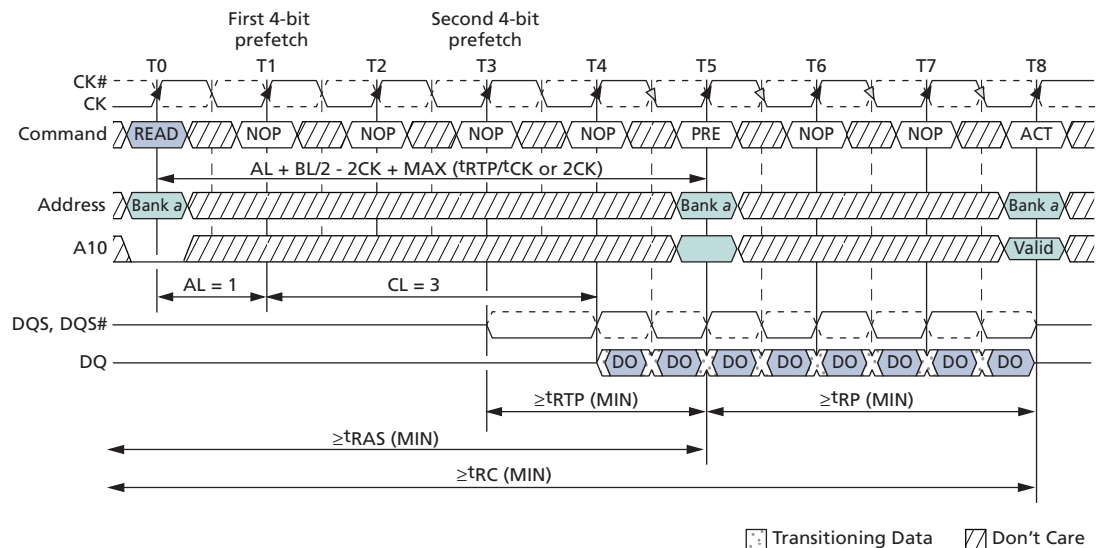 First 4-bit prefetch
Second 4-bit prefetch
T0 T1 T2 T3 T4 T5 T6 T7 T8
CK#
CK
Command READ NOP NOP NOP NOP PRE NOP NOP ACT
AL + BL/2 - 2CK + MAX (tRTP/tCK or 2CK)
Address Bank a Bank a Bank a
A10 Valid
AL = 1 CL = 3
DQS, DQS#
DQ DO DO DO DO DO DO DO DO
≥tRTP (MIN) ≥tRP (MIN)
≥tRAS (MIN)
≥tRC (MIN)
Transitioning Data Don't Care